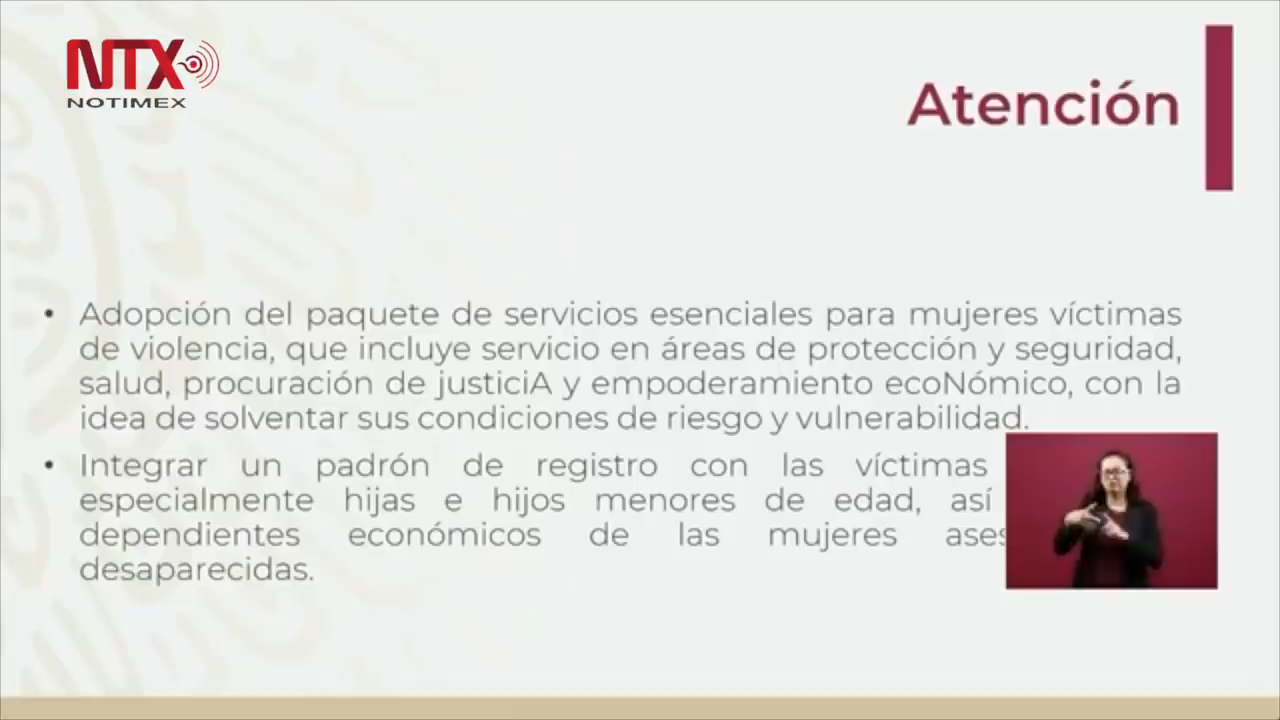 NTX
NOTIMEX
Atención
• Adopción del paquete de servicios esenciales para mujeres víctimas
de violencia, que incluye servicio en áreas de protección y seguridad,
salud, procuración de justiciA y empoderamiento ecoNómico, con la
idea de solventar sus condiciones de riesgo y vulnerabilidad.
• Integrar un padrón de registro con las víctimas
especialmente hijas e hijos menores de edad, así
dependientes económicos de las mujeres
desaparecidas.